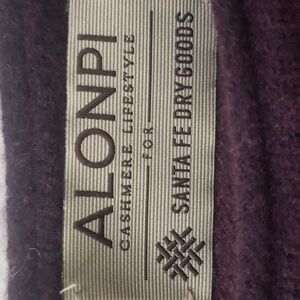 ALONPI
CASHMERE LIFESTYLE
FOR
SANTA FE DRY GOODS